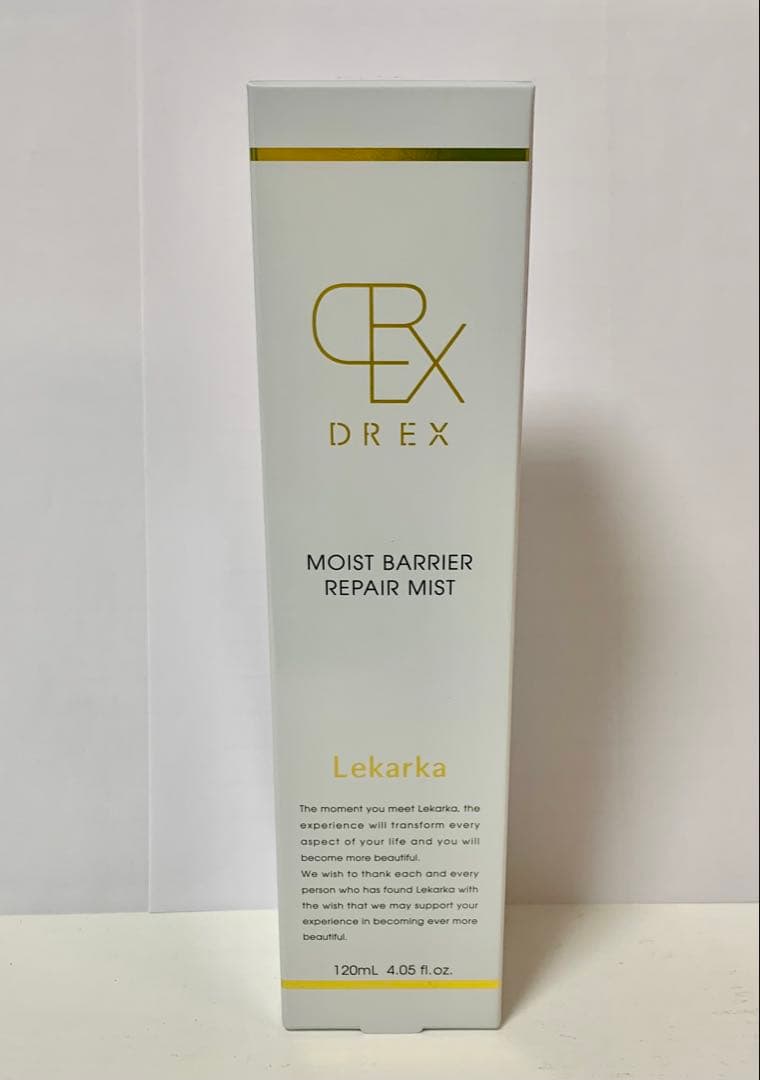 DREX
MOIST BARRIER
REPAIR MIST
Lekarka
The moment you meet Lekarka, the
experience will transform every
aspect of your life and you will
become more beautiful.
We wish to thank each and every
person who has found Lekarka with
the wish that we may support your
experience in becoming ever more
beautiful.
120mL 4.05 fl.oz.